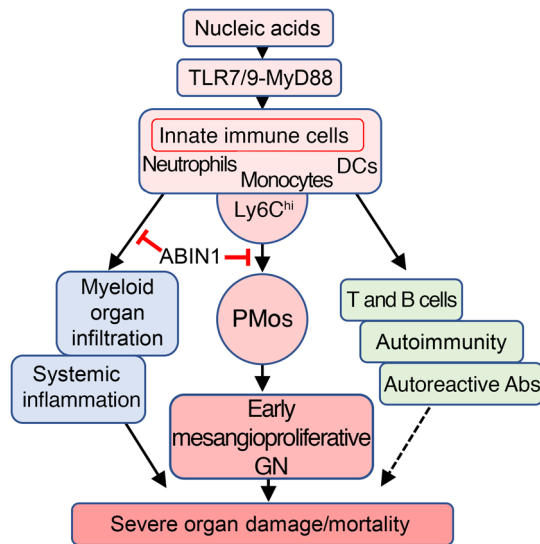 Nucleic acids
TLR7/9-MyD88
Innate immune cells
Neutrophils
Monocytes
DCs
Ly6Chi
ABIN1
Myeloid
organ
infiltration
Systemic
inflammation
PMos
Early
mesangioproliferative
GN
T and B cells
Autoimmunity
Autoreactive Abs
Severe organ damage/mortality